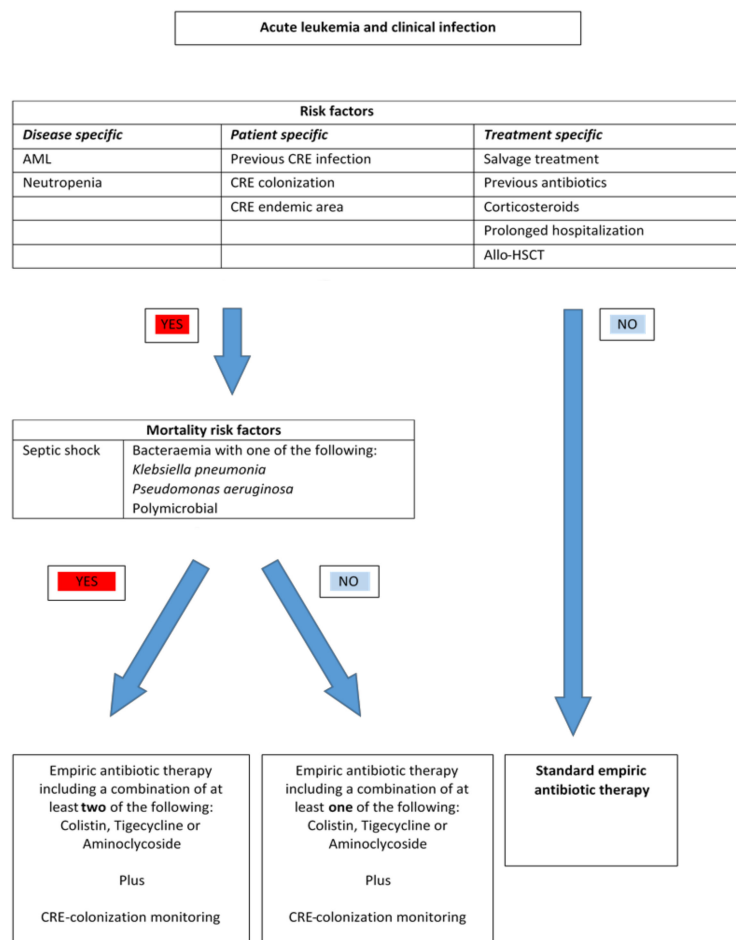 Acute leukemia and clinical infection
Risk factors
Disease specific Patient specific Treatment specific
AML Previous CRE infection Salvage treatment
Neutropenia CRE colonization Previous antibiotics
CRE endemic area Corticosteroids
Prolonged hospitalization
Allo-HSCT
YES
NO
Mortality risk factors
Septic shock Bacteraemia with one of the following:
Klebsiella pneumonia
Pseudomonas aeruginosa
Polymicrobial
YES
NO
Empiric antibiotic therapy
including a combination of at
least two of the following:
Colistin, Tigecycline or
Aminoclycoside
Plus
CRE-colonization monitoring
Empiric antibiotic therapy
including a combination of at
least one of the following:
Colistin, Tigecycline or
Aminoclycoside
Plus
CRE-colonization monitoring
Standard empiric
antibiotic therapy